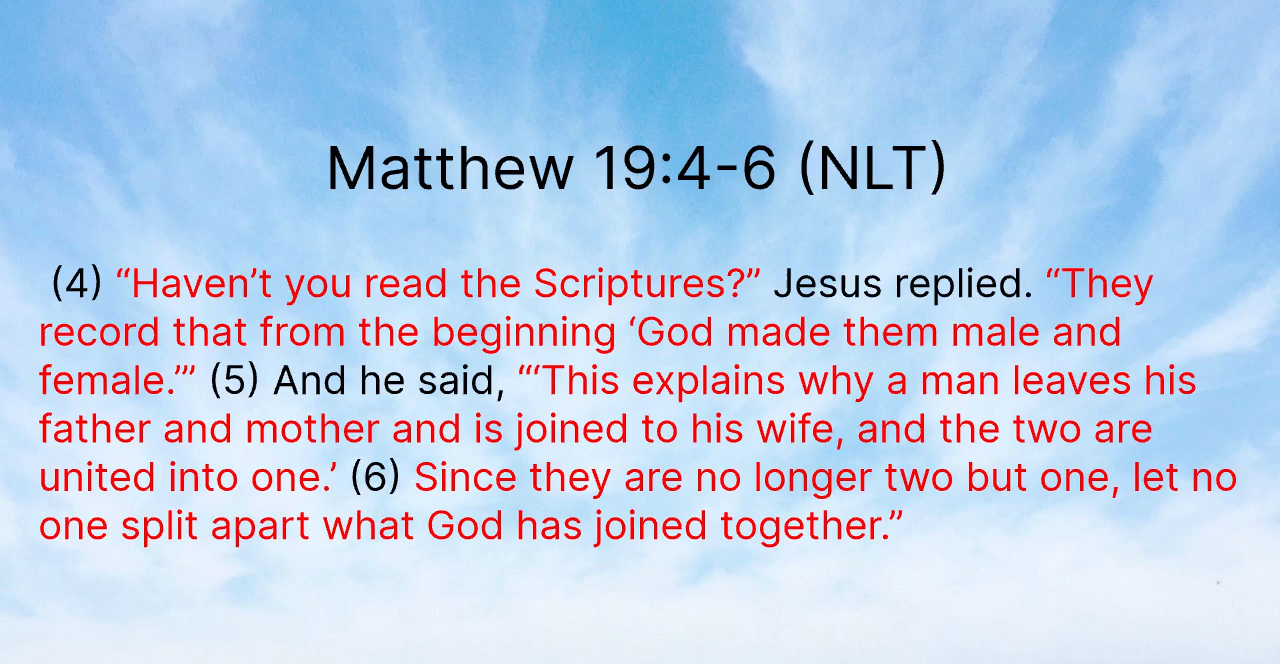 Matthew 19:4-6 (NLT)
(4) “Haven’t you read the Scriptures?” Jesus replied. “They
record that from the beginning ‘God made them male and
female.’” (5) And he said, “‘This explains why a man leaves his
father and mother and is joined to his wife, and the two are
united into one.’ (6) Since they are no longer two but one, let no
one split apart what God has joined together.”